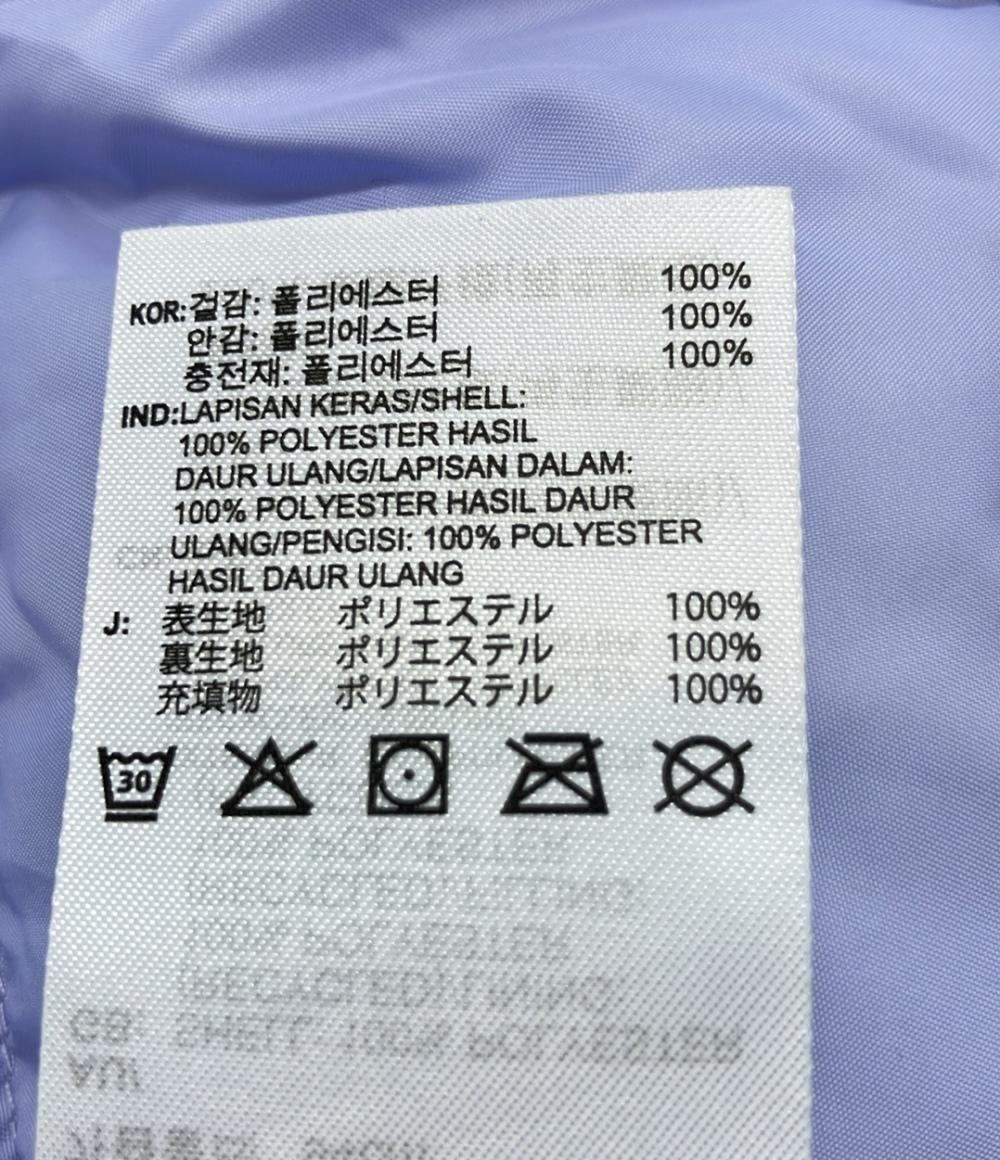 KOR:겉감: 폴리에스터 100%
안감: 폴리에스터 100%
충전재: 폴리에스터 100%
IND:LAPISAN KERAS/SHELL:
100% POLYESTER HASIL
DAUR ULANG/LAPISAN DALAM:
100% POLYESTER HASIL DAUR
ULANG/PENGISI: 100% POLYESTER
HASIL DAUR ULANG
J: 表生地 ポリエステル 100%
裏生地 ポリエステル 100%
充填物 ポリエステル 100%
30